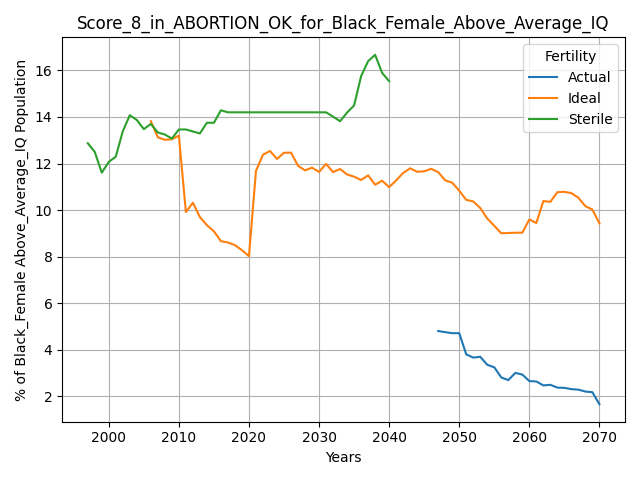 Score_8_in_ABORTION_OK_for_Black_Female_Above_Average_IQ
% of Black_Female Above_Average_IQ Population
16
14
12
10
8
6
4
2
Fertility
Actual
Ideal
Sterile
2000 2010 2020 2030 2040 2050 2060 2070
Years